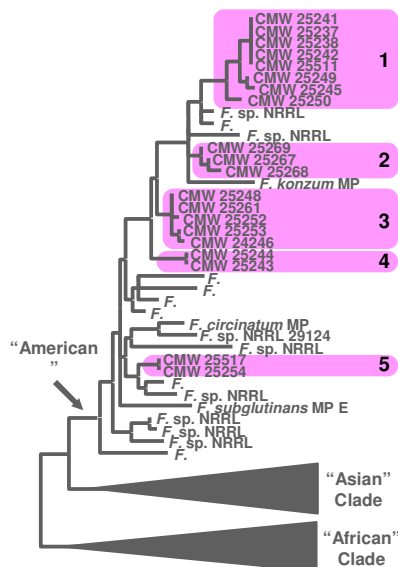 CMW 25241
CMW 25237
CMW 25238
CMW 25242
CMW 25511
CMW 25249
CMW 25245
CMW 25250
1
F. sp. NRRL
F.
F. sp. NRRL
CMW 25269
CMW 25267
CMW 25268
2
F. konzum MP
CMW 25248
CMW 25261
CMW 25252
CMW 25253
CMW 24246
3
CMW 25244
CMW 25243
4
F.
F.
F.
F.
F. circinatum MP
F. sp. NRRL 29124
F. sp. NRRL
CMW 25517
CMW 25254
5
F.
F. sp. NRRL
F. subglutinans MP E
F. sp. NRRL
F. sp. NRRL
F. sp. NRRL
F.
“American
”
“Asian”
Clade
“African”
Clade